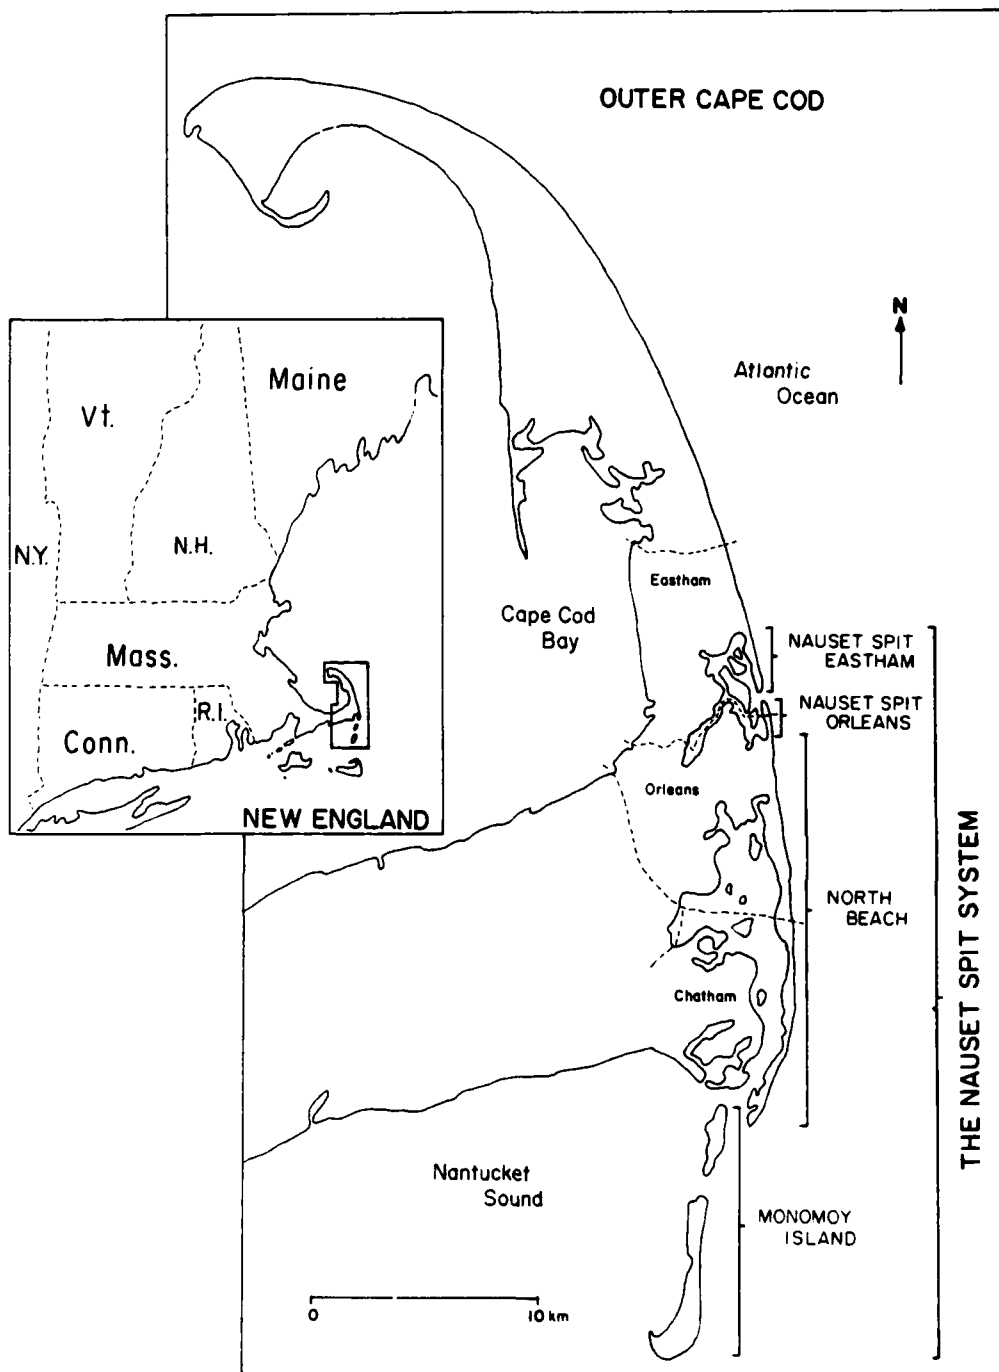 OUTER CAPE COD
N
Atlantic
Ocean
Maine
Vt.
N.Y.
N.H.
Mass.
R.I.
Conn.
NEW ENGLAND
Eastham
Cape Cod
Bay
NAUSET SPIT
EASTHAM
NAUSET SPIT
ORLEANS
Orleans
NORTH
BEACH
Chatham
THE NAUSET SPIT SYSTEM
Nantucket
Sound
MONOMOY
ISLAND
0 10 km